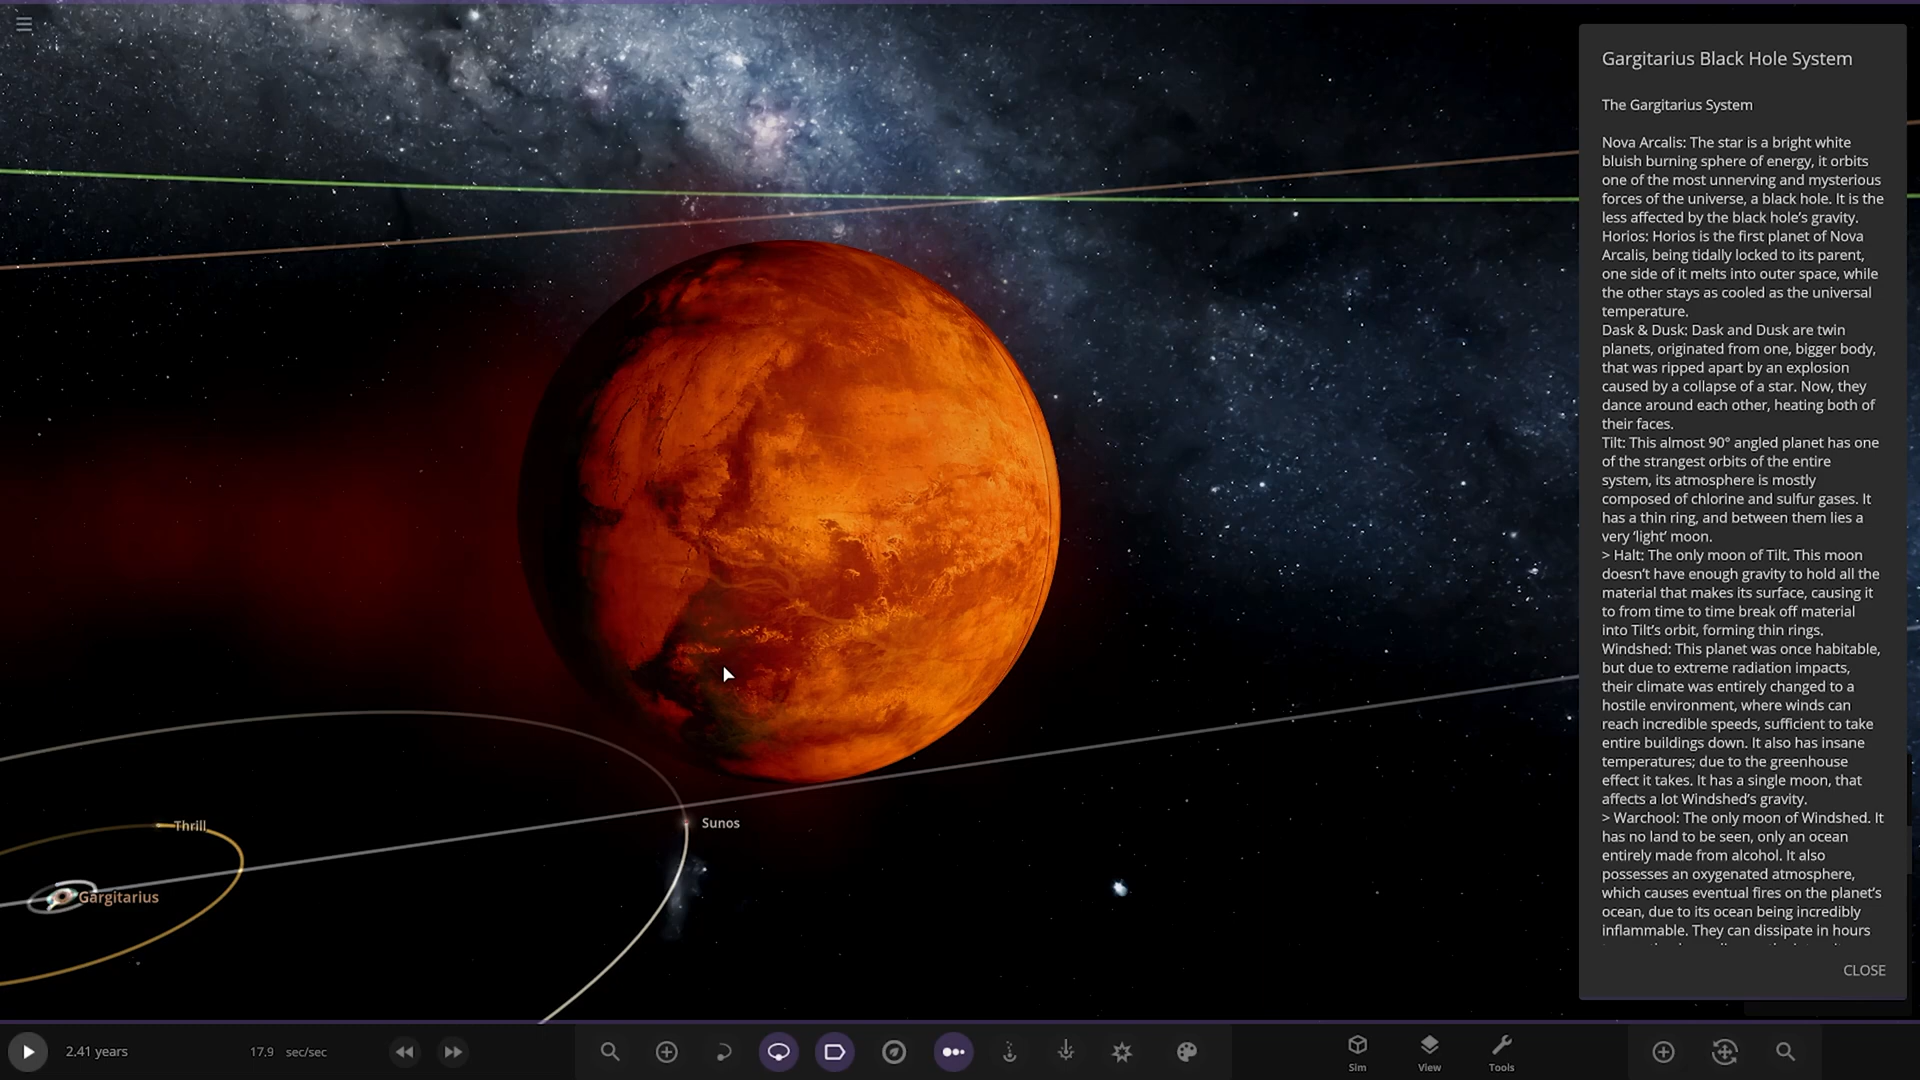 Gargitarius Black Hole System
The Gargitarius System
Nova Arcalis: The star is a bright white
bluish burning sphere of energy, it orbits
one of the most unnerving and mysterious
forces of the universe, a black hole. It is the
less affected by the black hole's gravity.
Horios: Horios is the first planet of Nova
Arcalis, being tidally locked to its parent,
one side of it melts into outer space, while
the other stays as cooled as the universal
temperature.
Dask & Dusk: Dask and Dusk are twin
planets, originated from one, bigger body,
that was ripped apart by an explosion
caused by a collapse of a star. Now, they
dance around each other, heating both of
their faces.
Tilt: This almost 90° angled planet has one
of the strangest orbits of the entire
system, its atmosphere is mostly
composed of chlorine and sulfur gases. It
has a thin ring, and between them lies a
very 'light' moon.
> Halt: The only moon of Tilt. This moon
doesn't have enough gravity to hold all the
material that makes its surface, causing it
to from time to time break off material
into Tilt's orbit, forming thin rings.
Windshed: This planet was once habitable,
but due to extreme radiation impacts,
their climate was entirely changed to a
hostile environment, where winds can
reach incredible speeds, sufficient to take
entire buildings down. It also has insane
temperatures; due to the greenhouse
effect it takes. It has a single moon, that
affects a lot Windshed's gravity.
> Warchool: The only moon of Windshed. It
has no land to be seen, only an ocean
entirely made from alcohol. It also
possesses an oxygenated atmosphere,
which causes eventual fires on the planet's
ocean, due to its ocean being incredibly
inflammable. They can dissipate in hours
CLOSE
Thrill
Sunos
Gargitarius
2.41 years
17.9 sec/sec
Sim
View
Tools